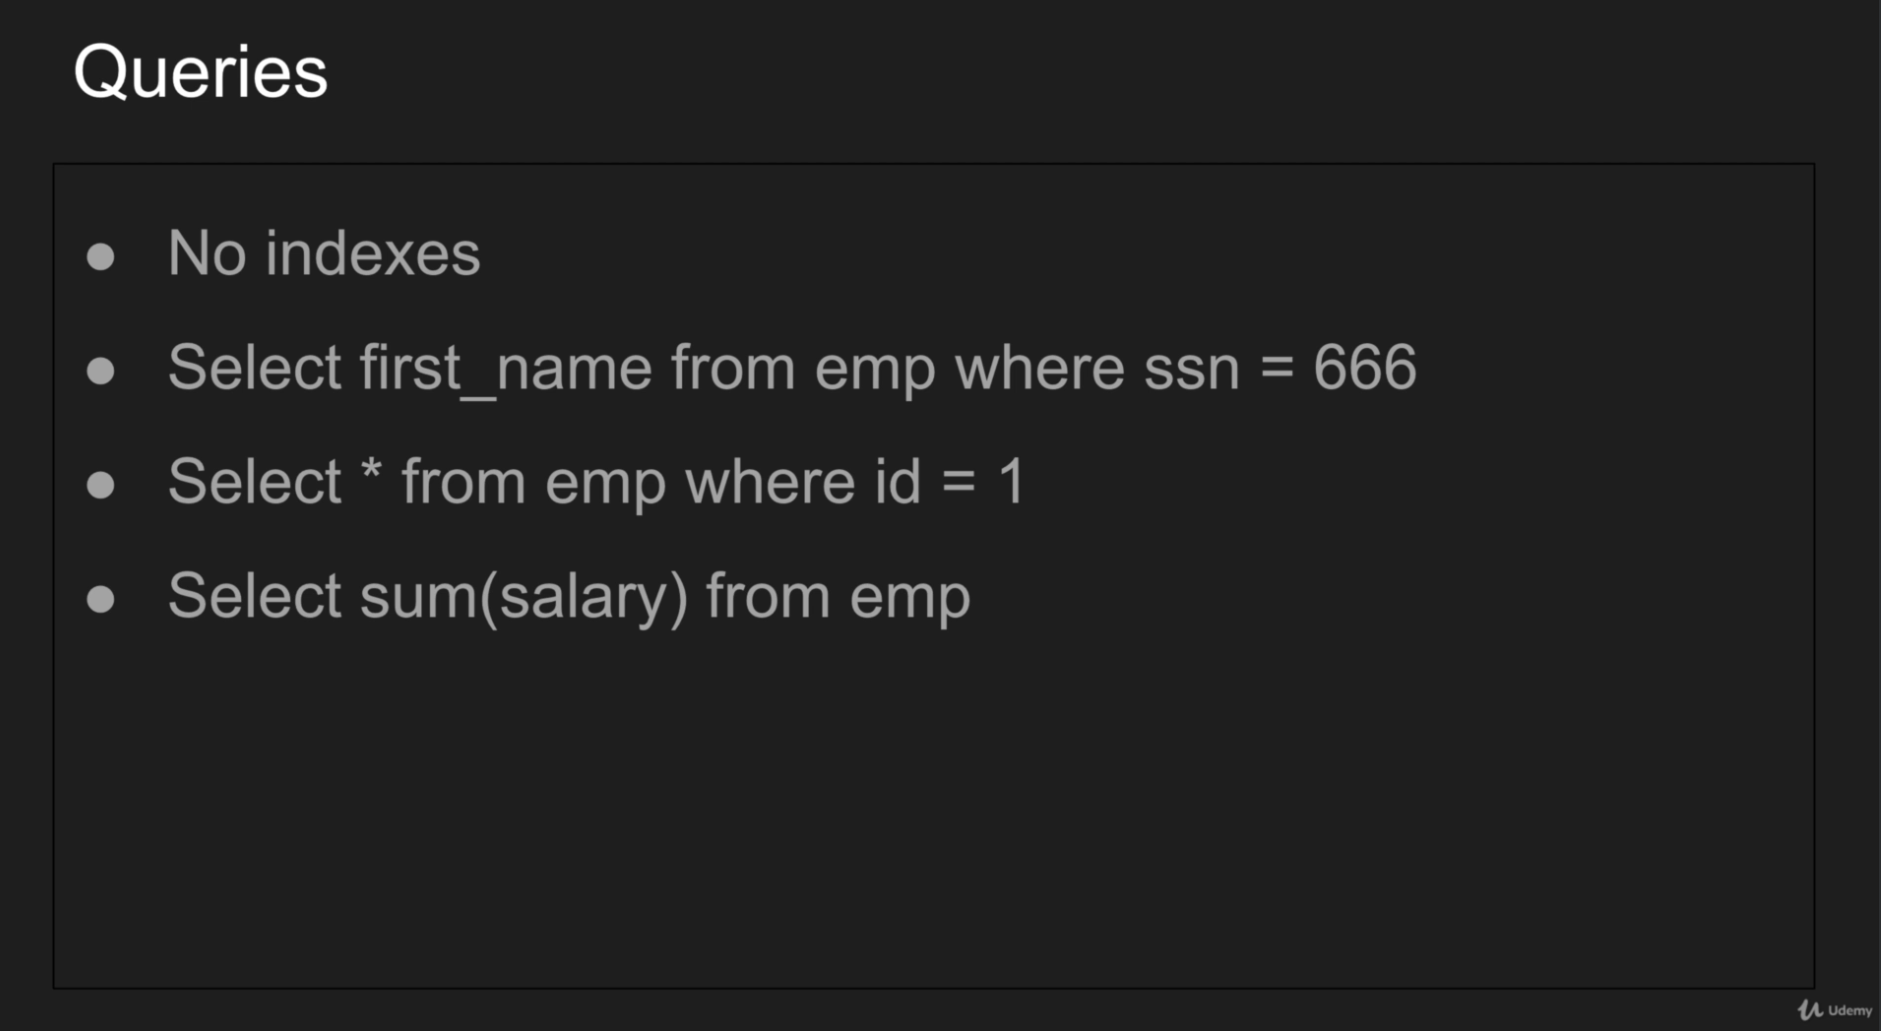 Queries
● No indexes
● Select first_name from emp where ssn = 666
● Select * from emp where id = 1
● Select sum(salary) from emp
Udemy